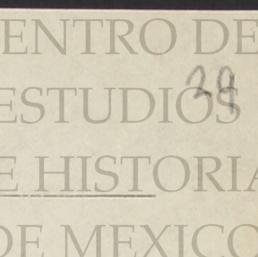 ENTRO DE
ESTUDIOS
E HISTORIA
DE MEXICO